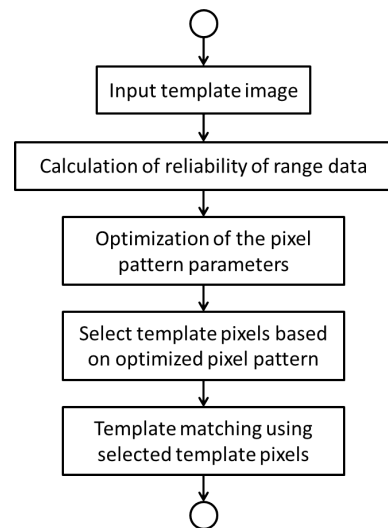 Input template image
Calculation of reliability of range data
Optimization of the pixel
pattern parameters
Select template pixels based
on optimized pixel pattern
Template matching using
selected template pixels